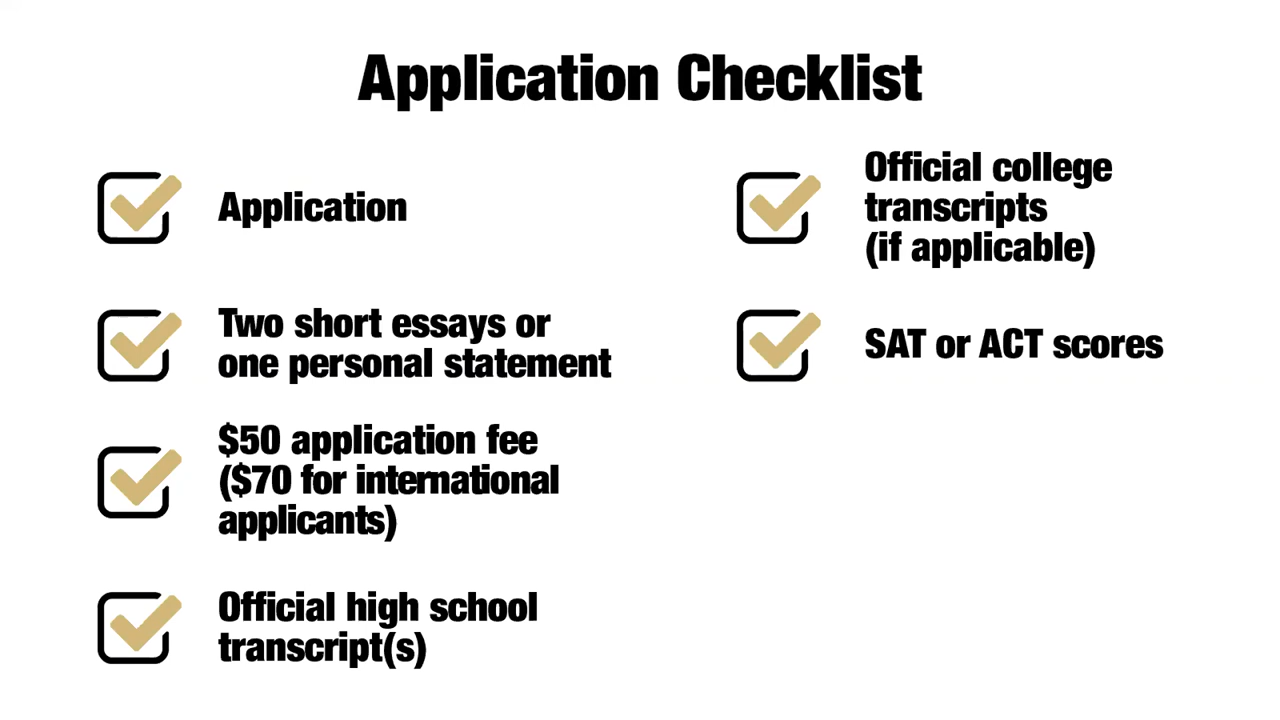 Application Checklist
Application
Two short essays or
one personal statement
$50 application fee
($70 for international
applicants)
Official high school
transcript(s)
Official college
transcripts
(if applicable)
SAT or ACT scores